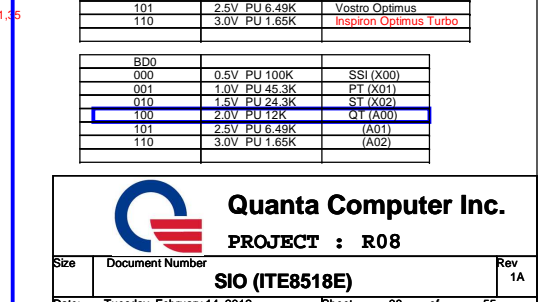 101 2.5V PU 6.49K Vostro Optimus
1,35
110 3.0V PU 1.65K Inspiron Optimus Turbo
BD0
000 0.5V PU 100K SSI (X00)
001 1.0V PU 45.3K PT (X01)
010 1.5V PU 24.3K ST (X02)
100 2.0V PU 12K QT (A00)
101 2.5V PU 6.49K (A01)
110 3.0V PU 1.65K (A02)
Quanta Computer Inc.
PROJECT : R08
Size Document Number Rev
SIO (ITE8518E) 1A